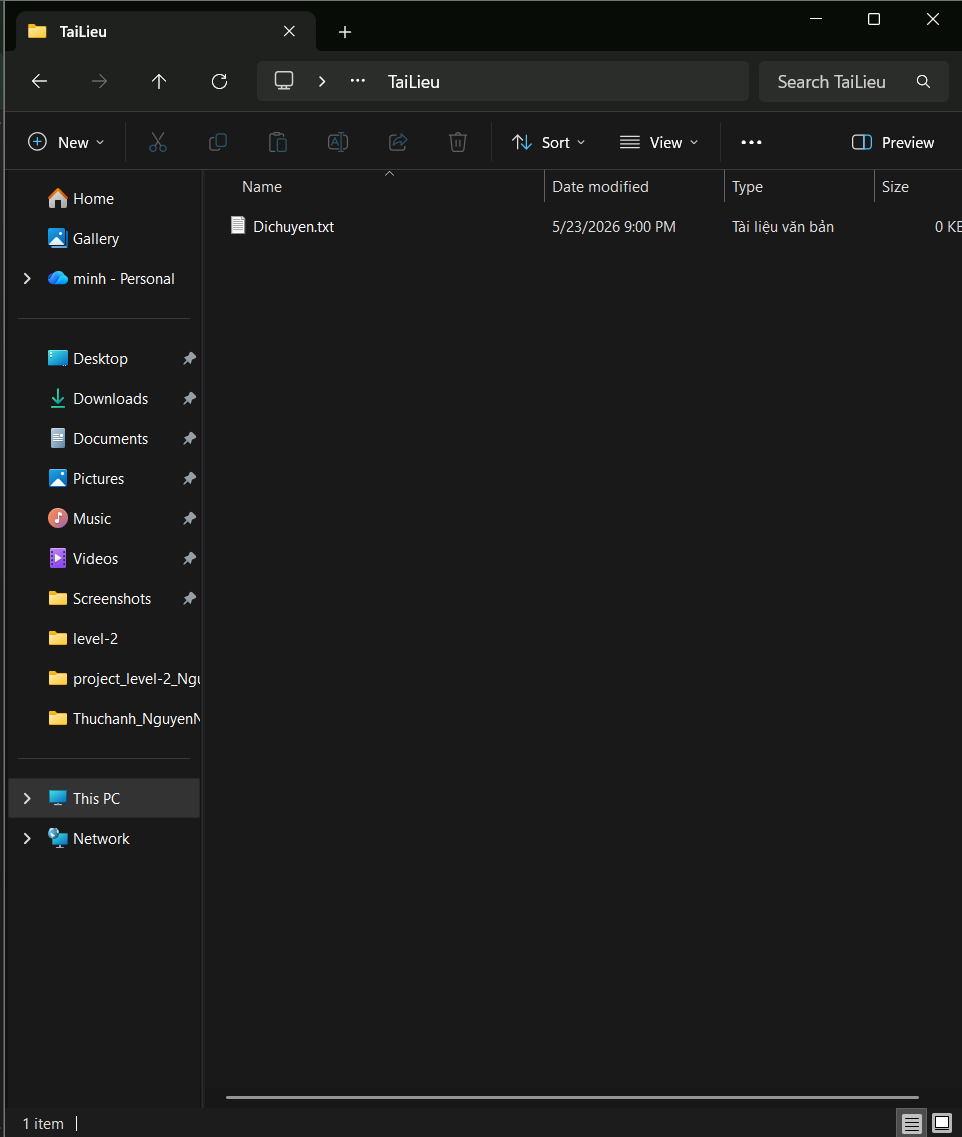 TaiLieu
TaiLieu
Search TaiLieu
New
Sort
View
Preview
Name
Date modified
Type
Size
Dichuyen.txt
5/23/2026 9:00 PM
Tài liệu văn bản
0 KB
Home
Gallery
minh - Personal
Desktop
Downloads
Documents
Pictures
Music
Videos
Screenshots
level-2
project_level-2_Ngu
Thuchanh_NguyenN
This PC
Network
1 item